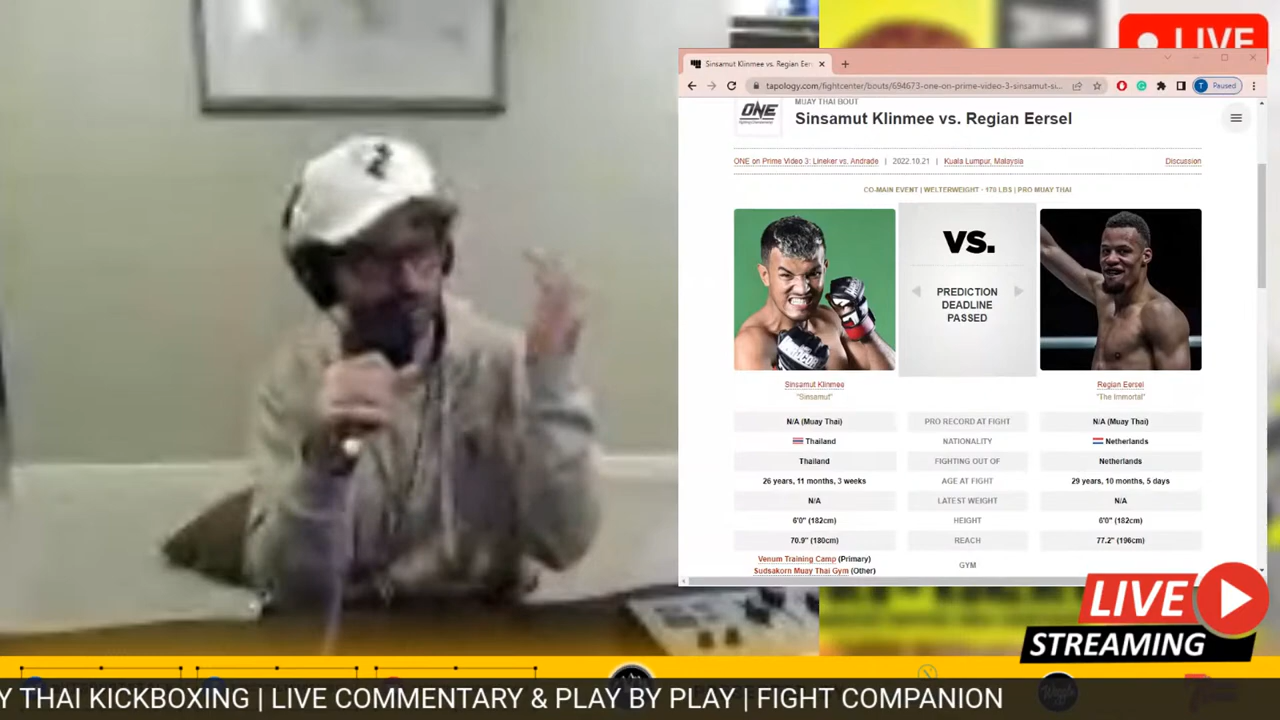 LIVE
Sinsamut Klinmee vs. Regian Eer
tapology.com/fightcenter/bouts/694673-one-on-prime-video-3-sinsamut-si...
T Paused
ONE
MUAY THAI BOUT
Sinsamut Klinmee vs. Regian Eersel
ONE on Prime Video 3: Lineker vs. Andrade | 2022.10.21 | Kuala Lumpur, Malaysia Discussion
CO-MAIN EVENT | WELTERWEIGHT · 170 LBS | PRO MUAY THAI
VS.
PREDICTION
DEADLINE
PASSED
Sinsamut Klinmee Regian Eersel
"Sinsamut" "The Immortal"
N/A (Muay Thai) PRO RECORD AT FIGHT N/A (Muay Thai)
Thailand NATIONALITY Netherlands
Thailand FIGHTING OUT OF Netherlands
26 years, 11 months, 3 weeks AGE AT FIGHT 29 years, 10 months, 5 days
N/A LATEST WEIGHT N/A
6'0" (182cm) HEIGHT 6'0" (182cm)
70.9" (180cm) REACH 77.2" (196cm)
Venum Training Camp (Primary)
GYM
Sudsakorn Muay Thai Gym (Other)
LIVE
STREAMING
Y THAI KICKBOXING | LIVE COMMENTARY & PLAY BY PLAY | FIGHT COMPANION